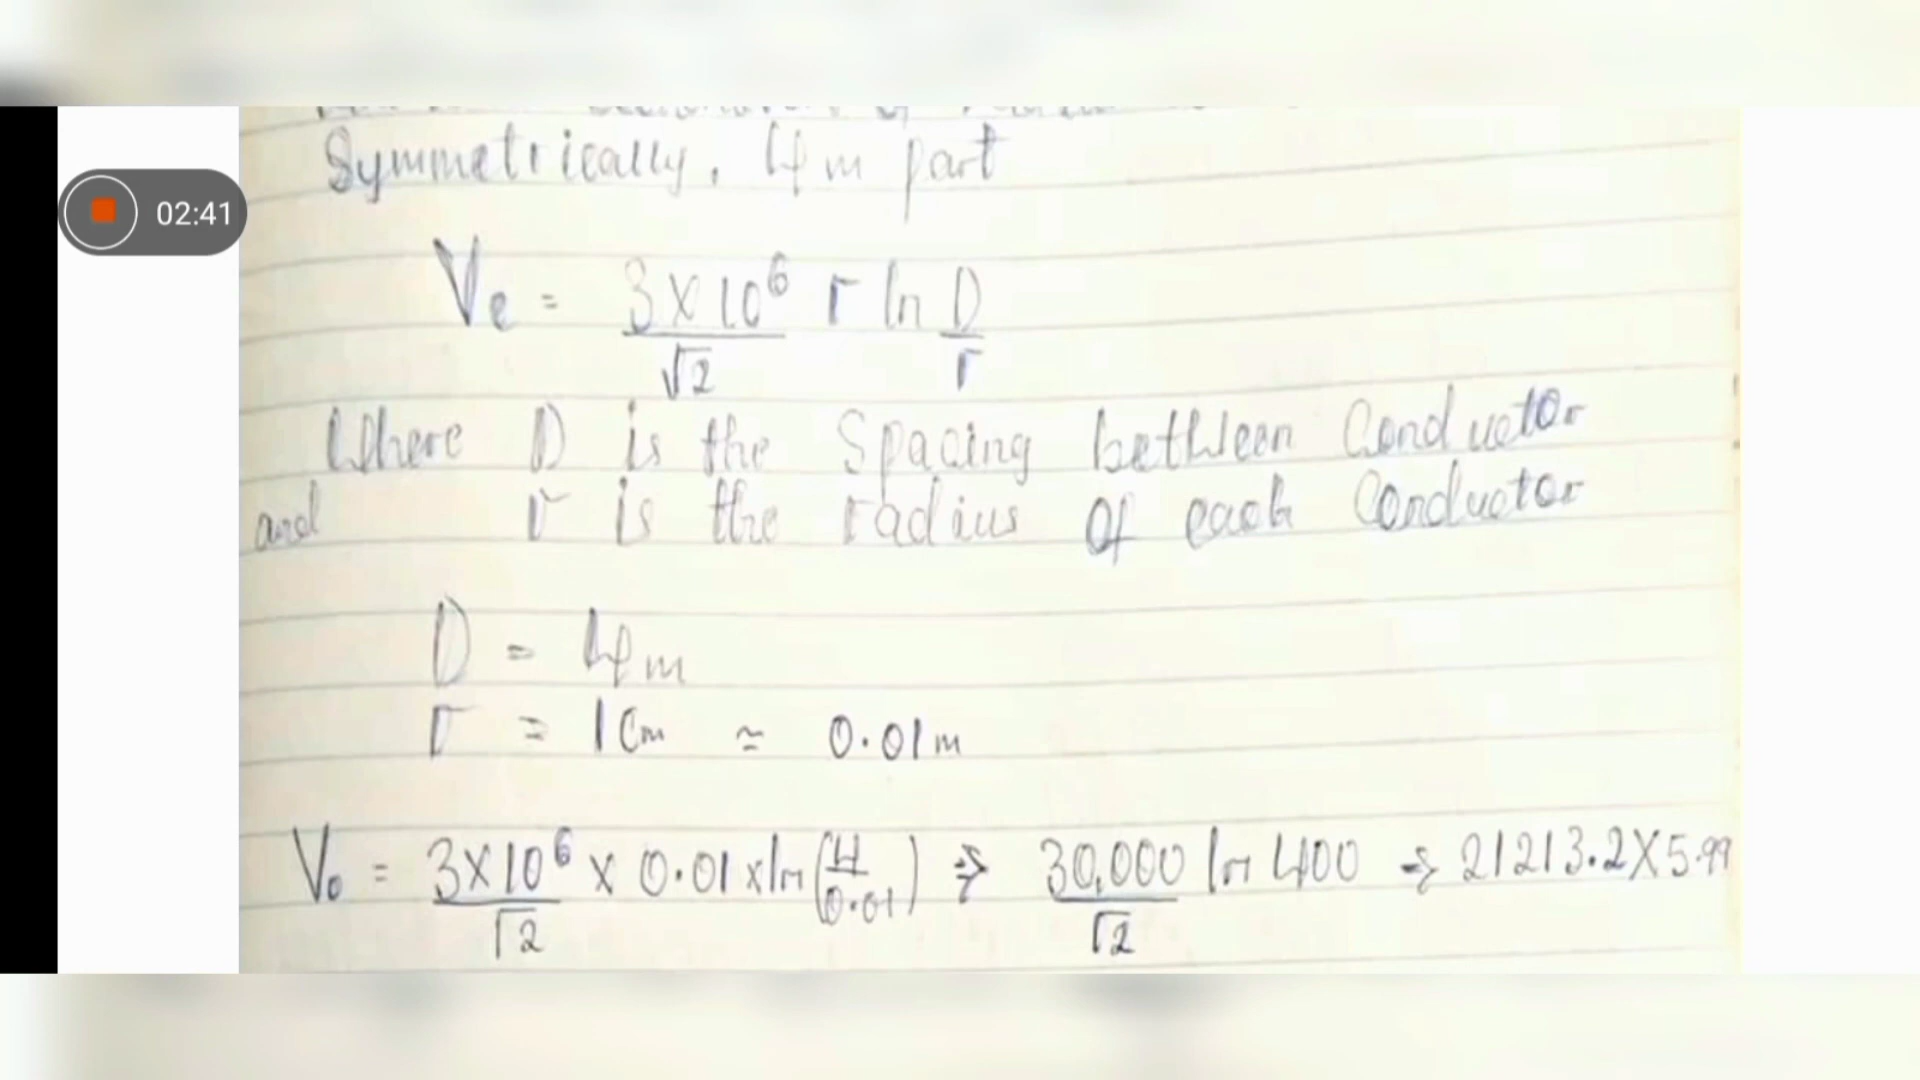 Symmetrically. 4m part
02:41
Ve = 3×10⁶/√2 r ln D/r
Where D is the Spacing between Conductor
and r is the radius of each Conductor
D = 4m
r = 1cm ≈ 0.01m
Vo = 3×10⁶/√2 × 0.01 × ln(4/0.01) ⇒ 30,000/√2 ln 400 ⇒ 21213.2×5.99